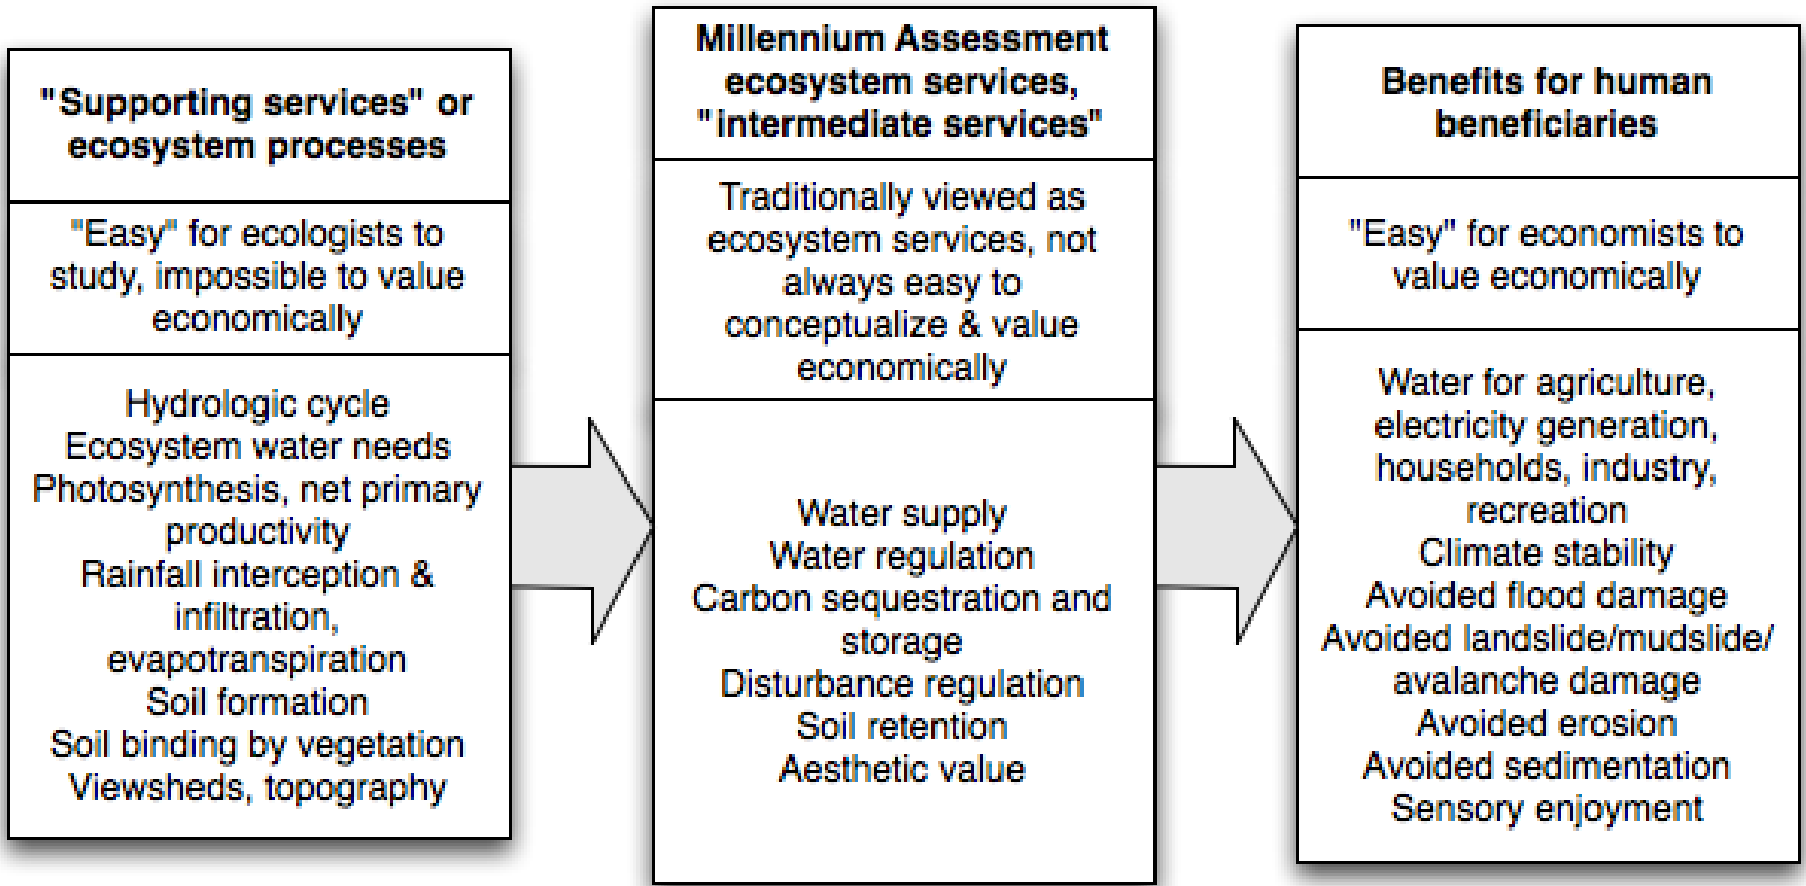 "Supporting services" or
ecosystem processes
"Easy" for ecologists to
study, impossible to value
economically
Hydrologic cycle
Ecosystem water needs
Photosynthesis, net primary
productivity
Rainfall interception &
infiltration,
evapotranspiration
Soil formation
Soil binding by vegetation
Viewsheds, topography
Millennium Assessment
ecosystem services,
"intermediate services"
Traditionally viewed as
ecosystem services, not
always easy to
conceptualize & value
economically
Water supply
Water regulation
Carbon sequestration and
storage
Disturbance regulation
Soil retention
Aesthetic value
Benefits for human
beneficiaries
"Easy" for economists to
value economically
Water for agriculture,
electricity generation,
households, industry,
recreation
Climate stability
Avoided flood damage
Avoided landslide/mudslide/
avalanche damage
Avoided erosion
Avoided sedimentation
Sensory enjoyment